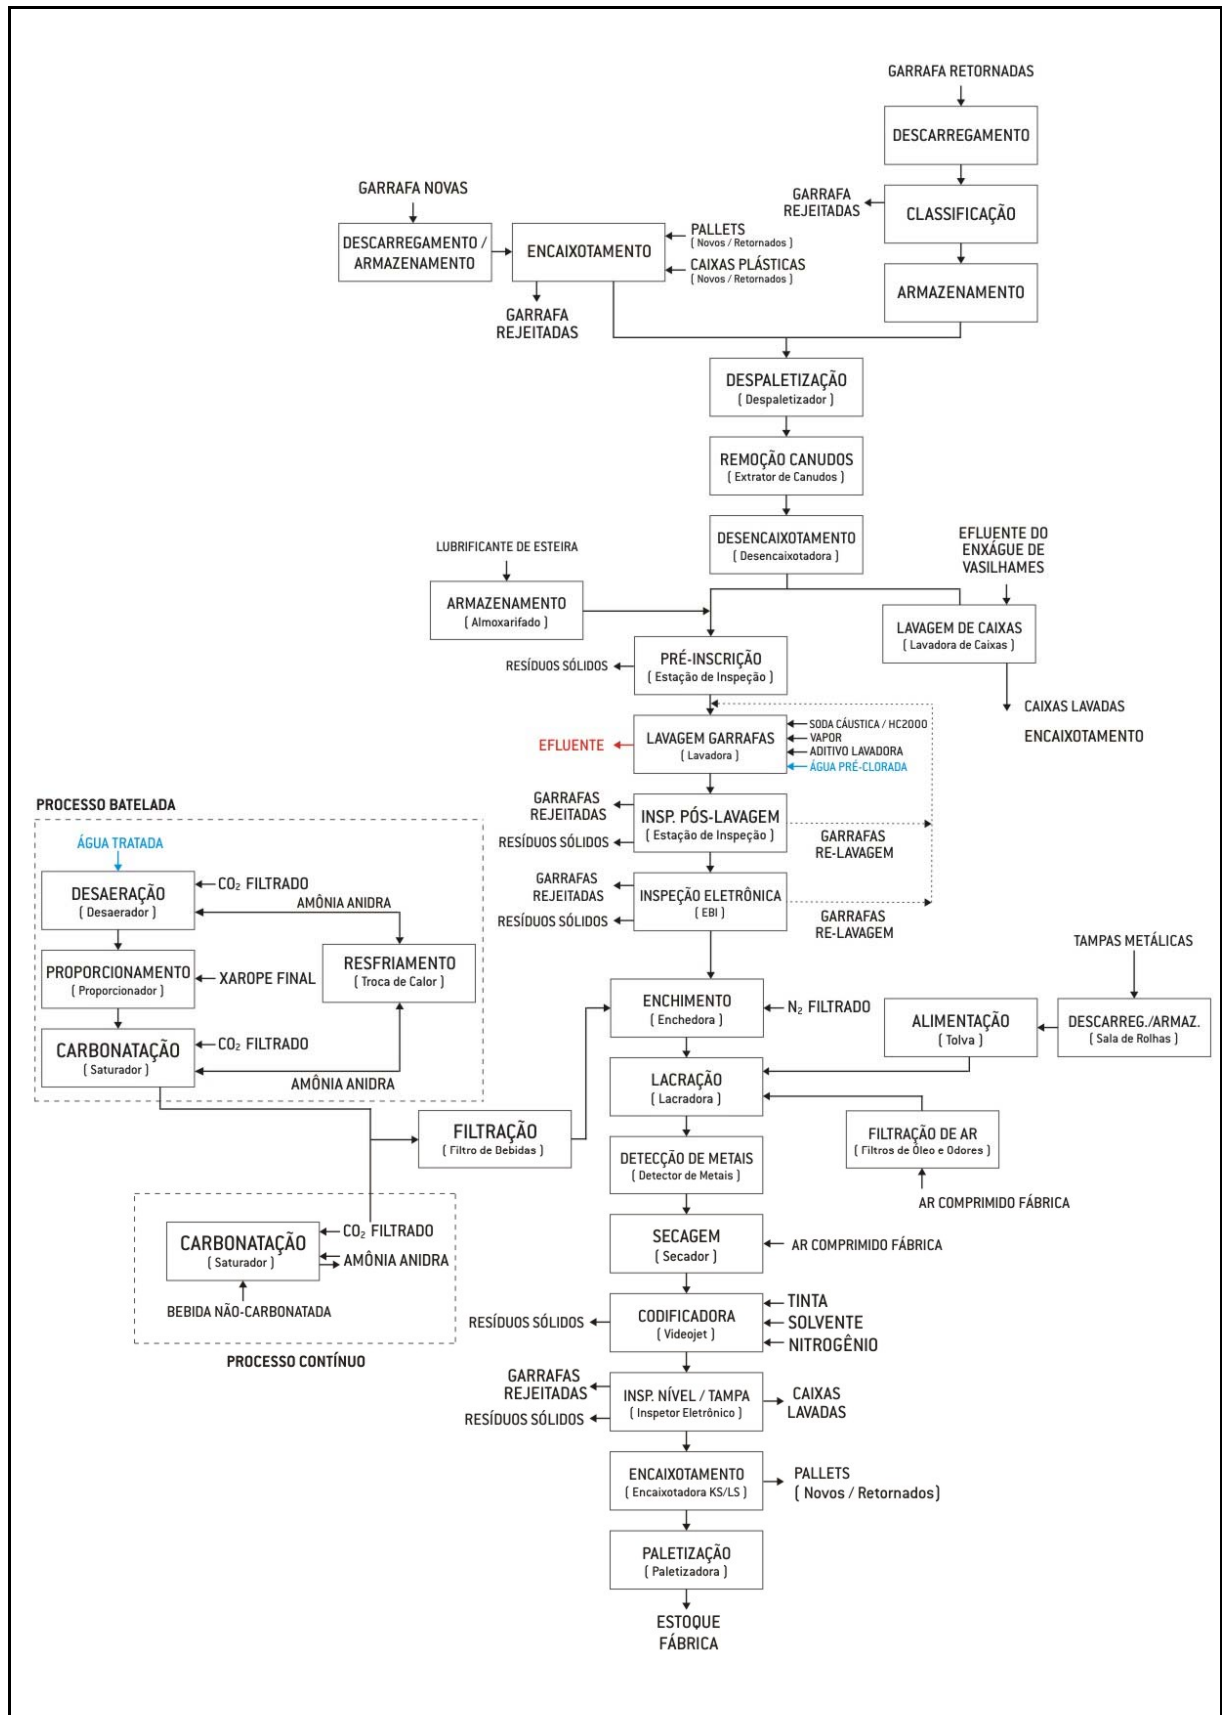 GARRAFA RETORNADAS
DESCARREGAMENTO
GARRAFA
REJEITADAS
CLASSIFICAÇÃO
ARMAZENAMENTO
GARRAFA NOVAS
DESCARREGAMENTO /
ARMAZENAMENTO
ENCAIXOTAMENTO
PALLETS
( Novos / Retornados )
CAIXAS PLÁSTICAS
( Novos / Retornados )
GARRAFA
REJEITADAS
DESPALETIZAÇÃO
( Despaletizador )
REMOÇÃO CANUDOS
( Extrator de Canudos )
DESENCAIXOTAMENTO
( Desencaixotadora )
EFLUENTE DO
ENXÁGUE DE
VASILHAMES
LUBRIFICANTE DE ESTEIRA
ARMAZENAMENTO
( Almoxarifado )
LAVAGEM DE CAIXAS
( Lavadora de Caixas )
CAIXAS LAVADAS
ENCAIXOTAMENTO
RESÍDUOS SÓLIDOS
PRÉ-INSCRIÇÃO
( Estação de Inspeção )
EFLUENTE
LAVAGEM GARRAFAS
( Lavadora )
SODA CÁUSTICA / HC2000
VAPOR
ADITIVO LAVADORA
ÁGUA PRÉ-CLORADA
GARRAFAS
REJEITADAS
RESÍDUOS SÓLIDOS
INSP. PÓS-LAVAGEM
( Estação de Inspeção )
GARRAFAS
RE-LAVAGEM
GARRAFAS
REJEITADAS
RESÍDUOS SÓLIDOS
INSPEÇÃO ELETRÔNICA
( EBI )
GARRAFAS
RE-LAVAGEM
PROCESSO BATELADA
ÁGUA TRATADA
DESAERAÇÃO
( Desaerador )
CO₂ FILTRADO
AMÔNIA ANIDRA
PROPORCIONAMENTO
( Proporcionador )
XAROPE FINAL
RESFRIAMENTO
( Troca de Calor )
CARBONATAÇÃO
( Saturador )
CO₂ FILTRADO
AMÔNIA ANIDRA
ENCHIMENTO
( Enchedora )
N₂ FILTRADO
TAMPAS METÁLICAS
ALIMENTAÇÃO
( Tolva )
DESCARREG./ARMAZ.
( Sala de Rolhas )
LACRAÇÃO
( Lacradora )
FILTRAÇÃO
( Filtro de Bebidas )
FILTRAÇÃO DE AR
( Filtros de Óleo e Odores )
AR COMPRIMIDO FÁBRICA
DETECÇÃO DE METAIS
( Detector de Metais )
CARBONATAÇÃO
( Saturador )
CO₂ FILTRADO
AMÔNIA ANIDRA
BEBIDA NÃO-CARBONATADA
PROCESSO CONTÍNUO
SECAGEM
( Secador )
AR COMPRIMIDO FÁBRICA
RESÍDUOS SÓLIDOS
CODIFICADORA
( Videojet )
TINTA
SOLVENTE
NITROGÊNIO
GARRAFAS
REJEITADAS
RESÍDUOS SÓLIDOS
INSP. NÍVEL / TAMPA
( Inspetor Eletrônico )
CAIXAS
LAVADAS
ENCAIXOTAMENTO
( Encaixotadora KS/LS )
PALLETS
( Novos / Retornados)
PALETIZAÇÃO
( Paletizadora )
ESTOQUE
FÁBRICA